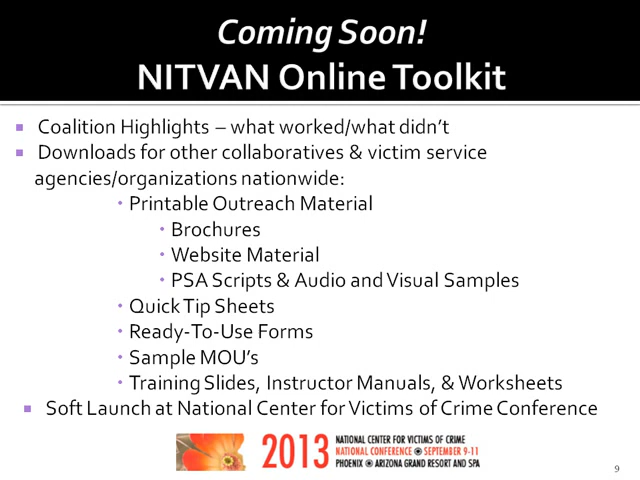 Coming Soon!
NITVAN Online Toolkit
▪ Coalition Highlights – what worked/what didn't
▪ Downloads for other collaboratives & victim service
agencies/organizations nationwide:
• Printable Outreach Material
• Brochures
• Website Material
• PSA Scripts & Audio and Visual Samples
• Quick Tip Sheets
• Ready-To-Use Forms
• Sample MOU's
• Training Slides, Instructor Manuals, & Worksheets
▪ Soft Launch at National Center for Victims of Crime Conference
2013 NATIONAL CENTER FOR VICTIMS OF CRIME
NATIONAL CONFERENCE ◉ SEPTEMBER 9-11
PHOENIX ◉ ARIZONA GRAND RESORT AND SPA
9